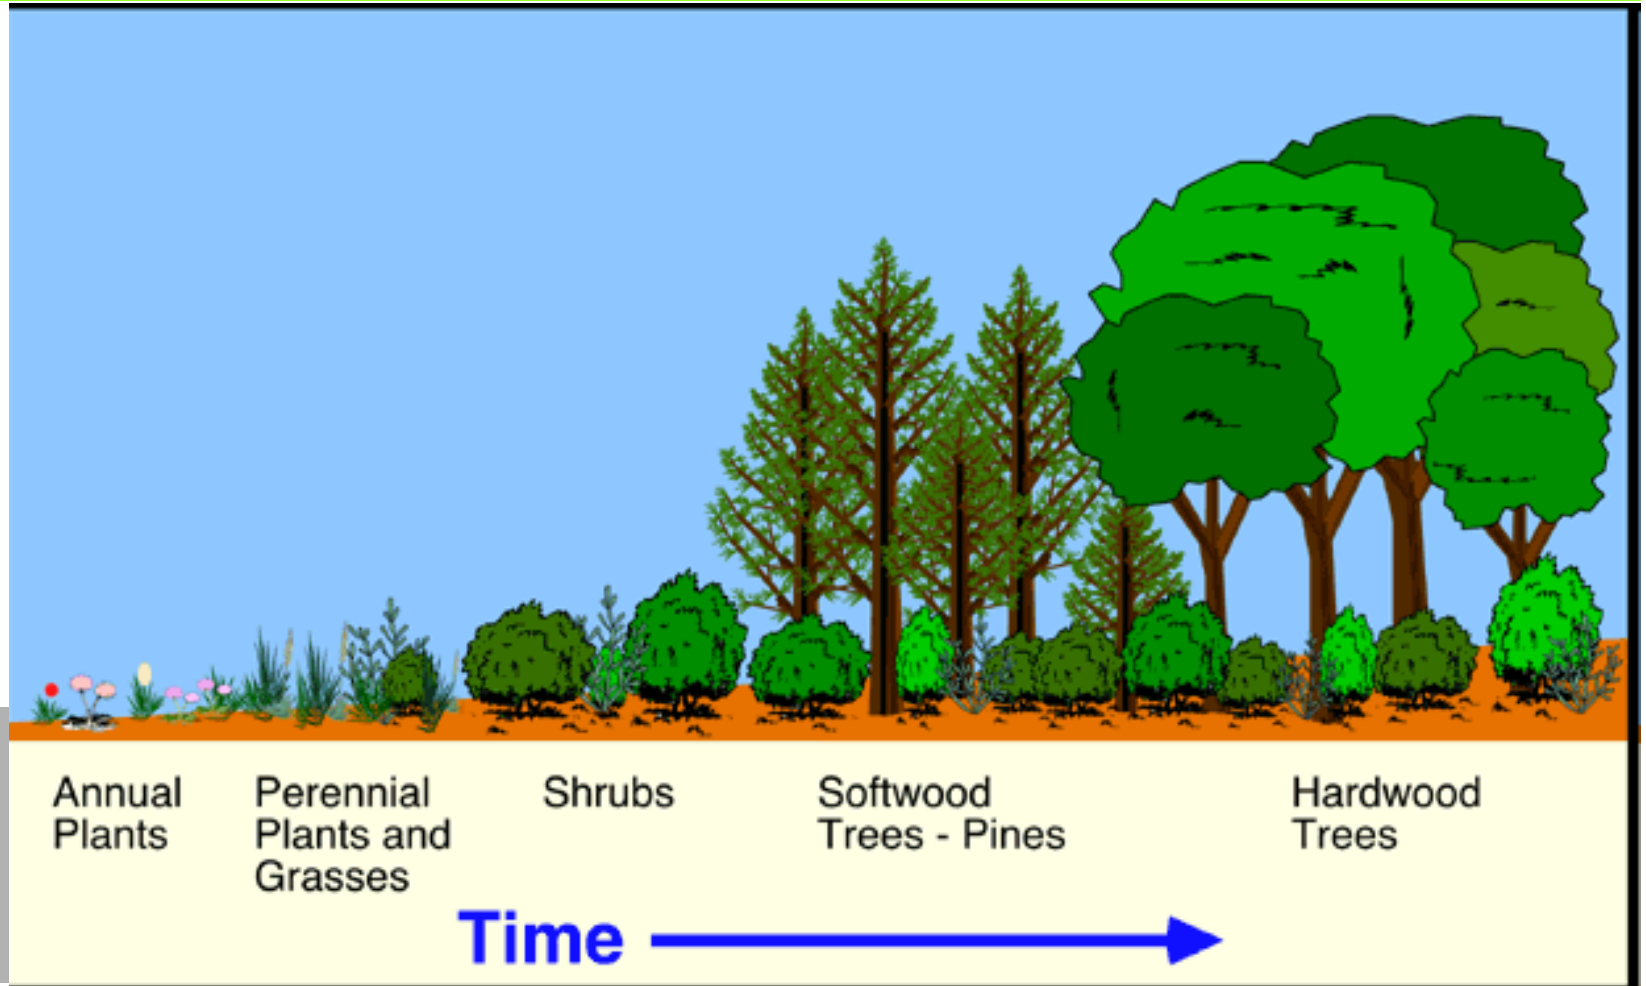 Annual
Plants
Perennial
Plants and
Grasses
Shrubs
Softwood
Trees - Pines
Hardwood
Trees
Time